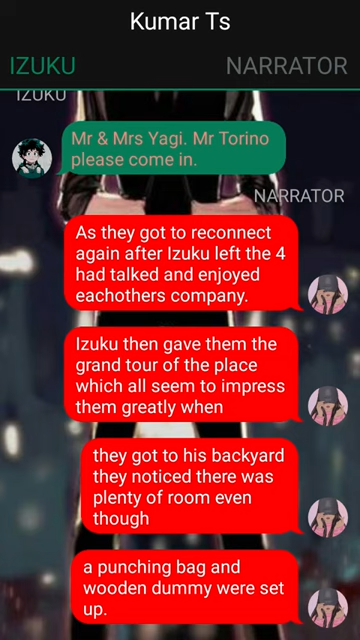 Kumar Ts
IZUKU
NARRATOR
IZUKU
Mr & Mrs Yagi. Mr Torino
please come in.
NARRATOR
As they got to reconnect
again after Izuku left the 4
had talked and enjoyed
eachothers company.
Izuku then gave them the
grand tour of the place
which all seem to impress
them greatly when
they got to his backyard
they noticed there was
plenty of room even
though
a punching bag and
wooden dummy were set
up.